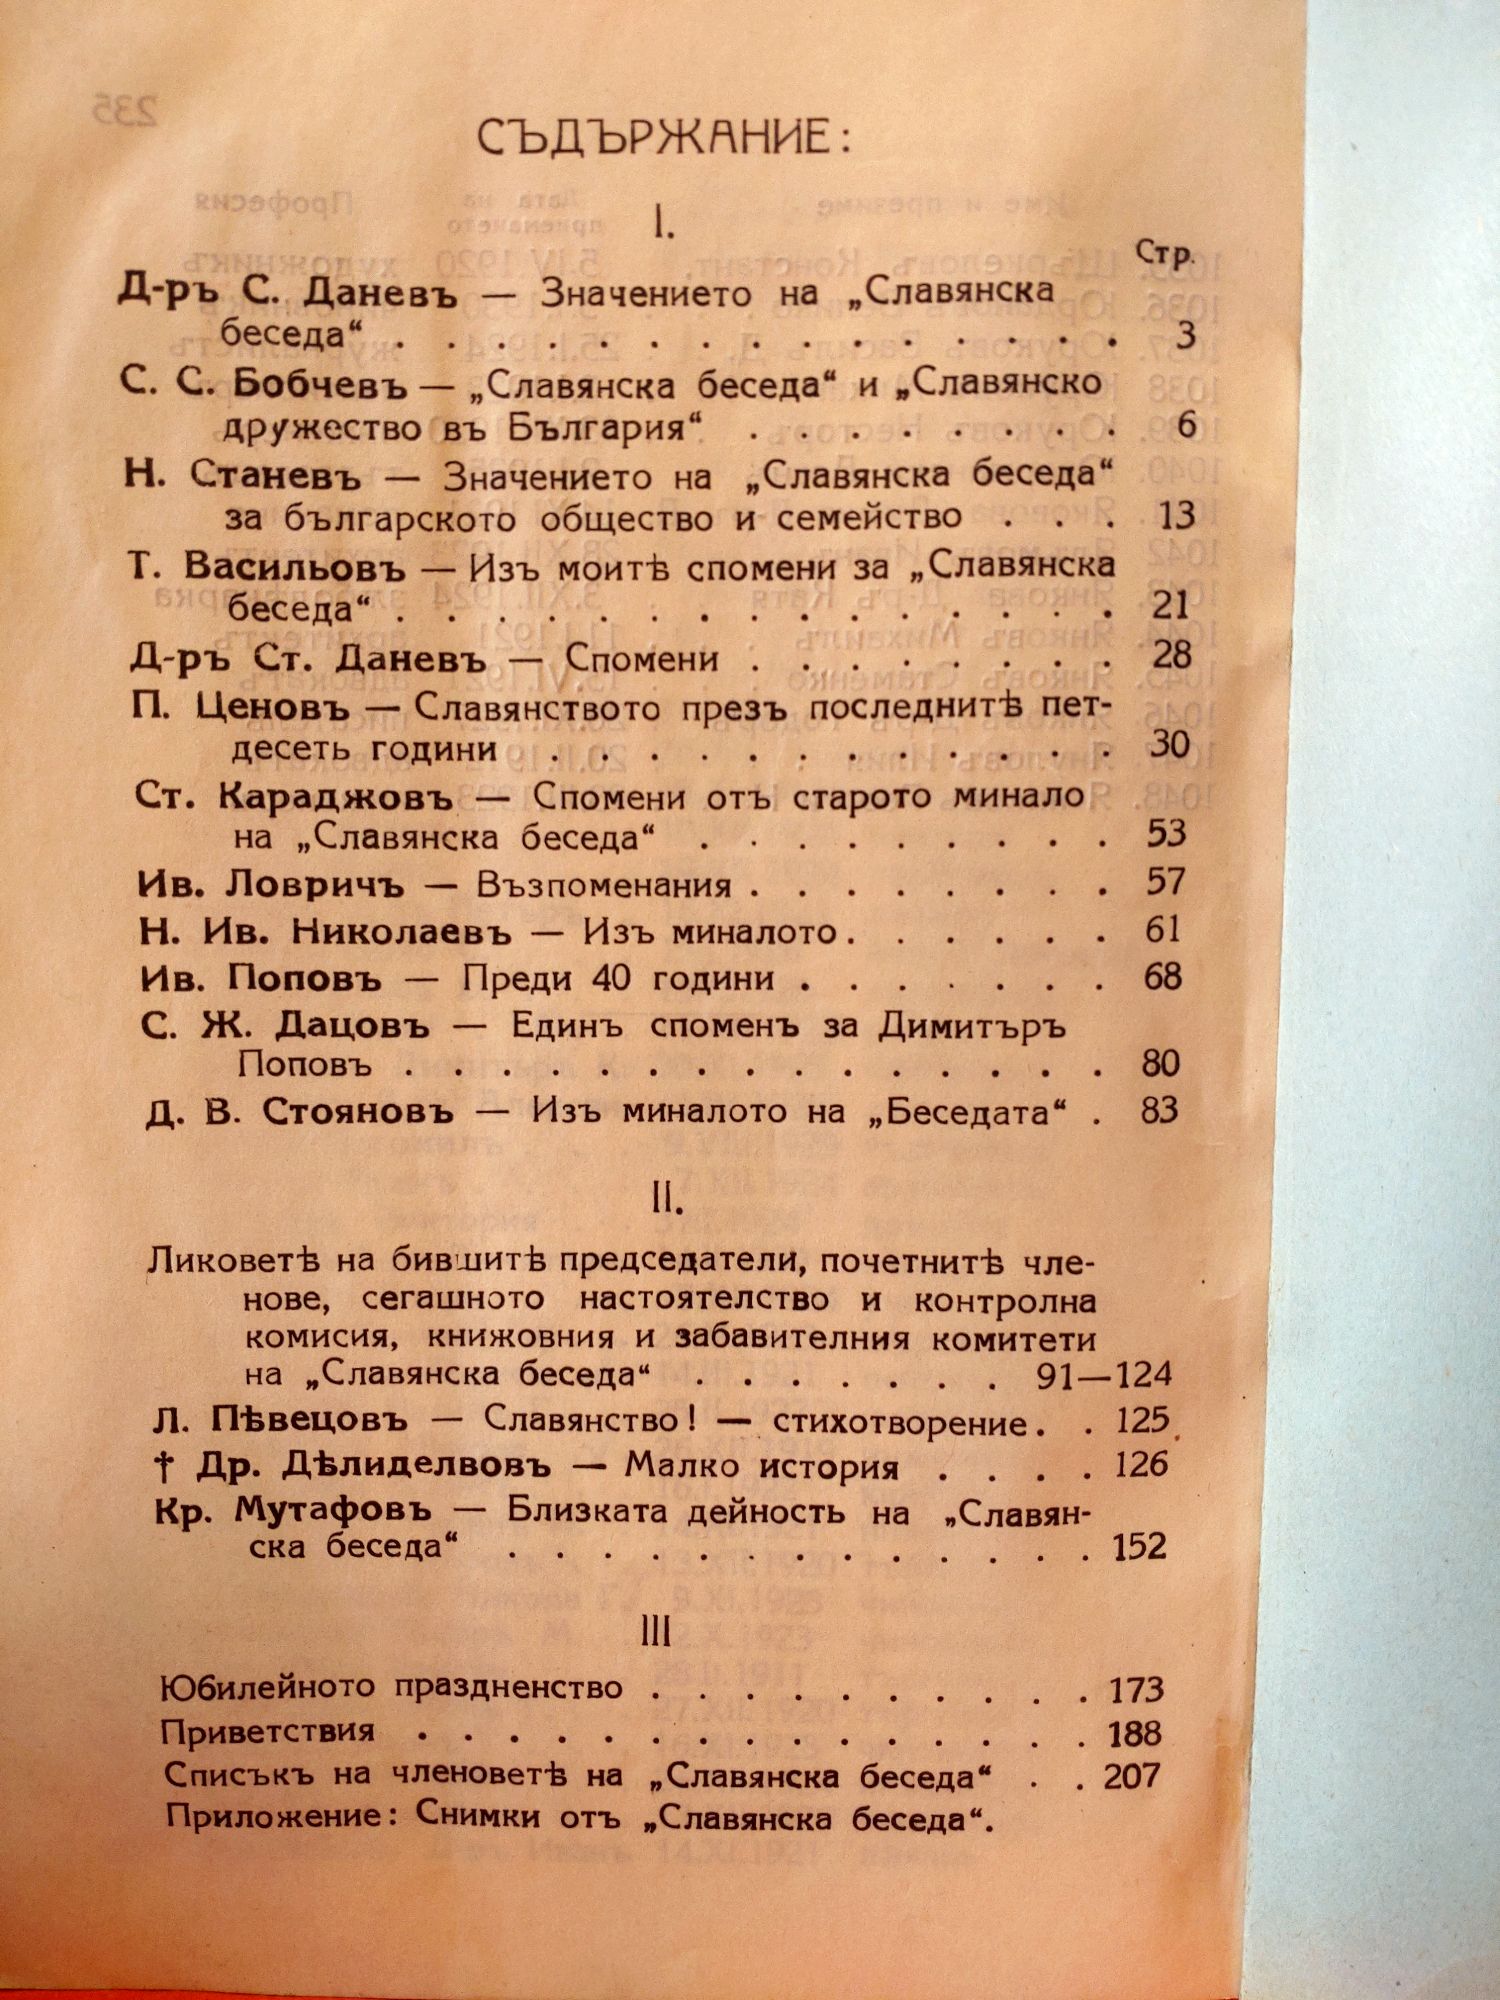 СЪДЪРЖАНИЕ:
I.
Стр.
Д-ръ С. Даневъ — Значението на „Славянска
беседа“ . . . . . . . . . . . . . . . 3
С. С. Бобчевъ — „Славянска беседа“ и „Славянско
дружество въ България“ . . . . . . . . 6
Н. Станевъ — Значението на „Славянска беседа“
за българското общество и семейство . . . 13
Т. Васильовъ — Изъ моитѣ спомени за „Славянска
беседа“ . . . . . . . . . . . . . . . 21
Д-ръ Ст. Даневъ — Спомени . . . . . . . . 28
П. Ценовъ — Славянството презъ последнитѣ пет-
десеть години . . . . . . . . . . . . 30
Ст. Караджовъ — Спомени отъ старото минало
на „Славянска беседа“ . . . . . . . . . 53
Ив. Ловричъ — Възпоменания . . . . . . . . 57
Н. Ив. Николаевъ — Изъ миналото . . . . . . 61
Ив. Поповъ — Преди 40 години . . . . . . . 68
С. Ж. Дацовъ — Единъ споменъ за Димитъръ
Поповъ . . . . . . . . . . . . . . . 80
Д. В. Стояновъ — Изъ миналото на „Беседата“ . 83
II.
Ликоветѣ на бившитѣ председатели, почетнитѣ чле-
нове, сегашното настоятелство и контролна
комисия, книжовния и забавителния комитети
на „Славянска беседа“ . . . . . . . 91—124
Л. Пѣвецовъ — Славянство! — стихотворение. . 125
† Др. Дѣлиделвовъ — Малко история . . . . 126
Кр. Мутафовъ — Близката дейность на „Славян-
ска беседа“ . . . . . . . . . . . . 152
III
Юбилейното празденство . . . . . . . . . . 173
Приветствия . . . . . . . . . . . . . . . 188
Списъкъ на членоветѣ на „Славянска беседа“ . . 207
Приложение: Снимки отъ „Славянска беседа“.